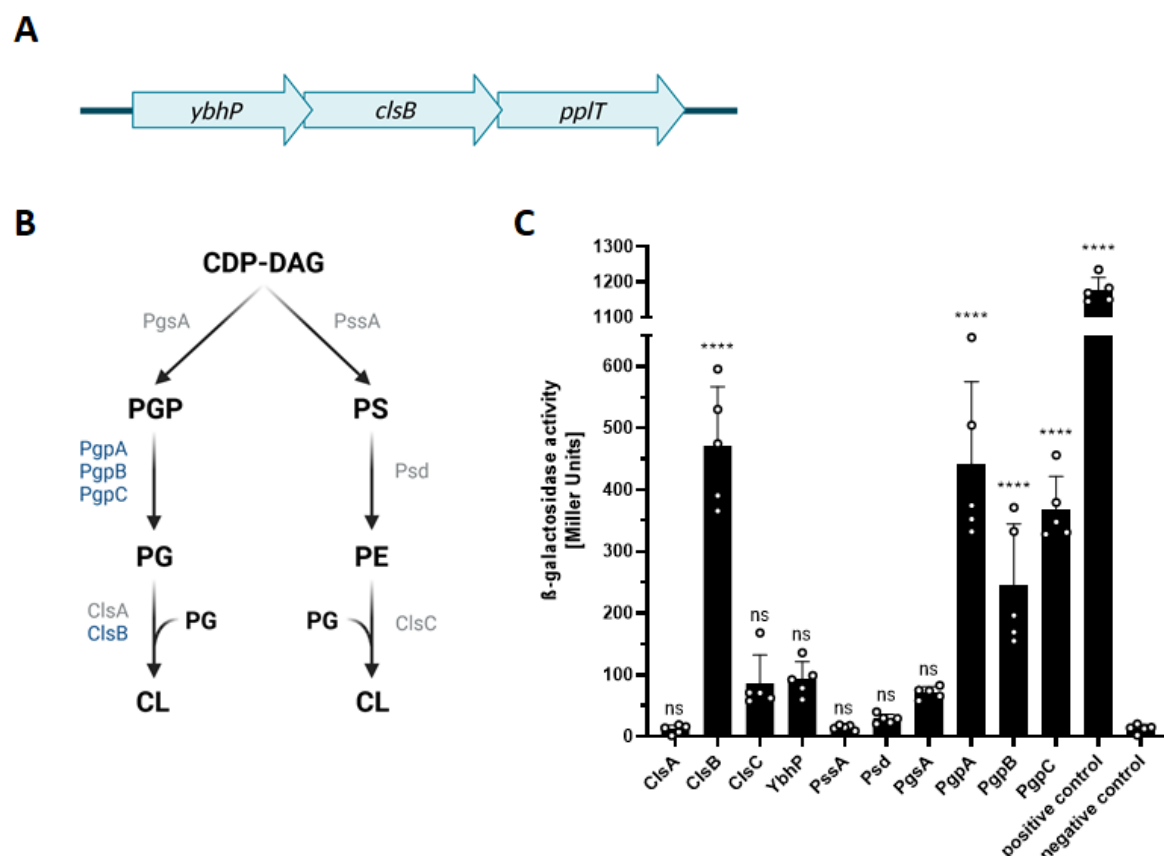 A
ybhP clsB pplT
B
CDP-DAG
PgsA PssA
PGP PS
PgpA
PgpB
PgpC
Psd
PG PE
ClsA
ClsB
PG PG ClsC
CL CL
C
ß-galactosidase activity
[Miller Units]
1300
1200
1100
600
500
400
300
200
100
0
ns
****
ns
ns
ns
ns
ns
****
****
****
****
ClsA
ClsB
ClsC
YbhP
PssA
Psd
PgsA
PgpA
PgpB
PgpC
positive control
negative control